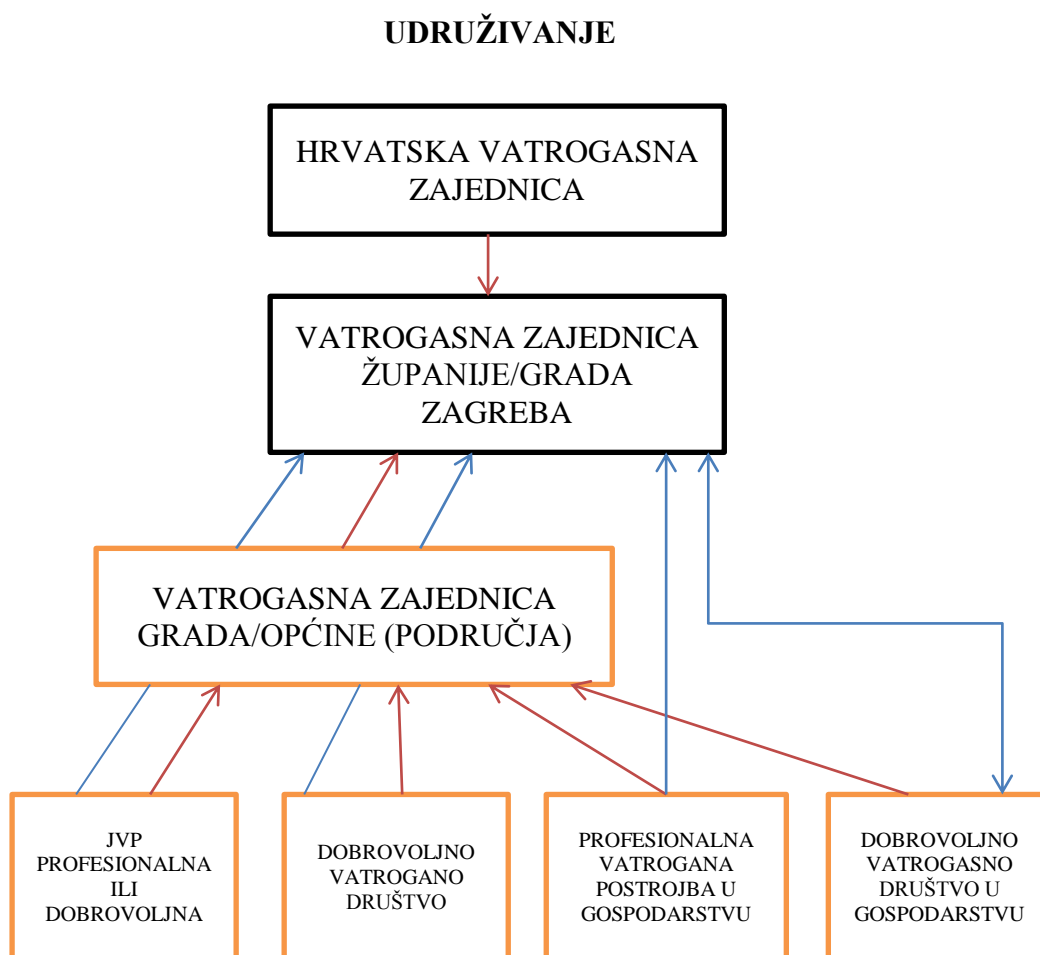 UDRUŽIVANJE
HRVATSKA VATROGASNA
ZAJEDNICA
VATROGASNA ZAJEDNICA
ŽUPANIJE/GRADA
ZAGREBA
VATROGASNA ZAJEDNICA
GRADA/OPĆINE (PODRUČJA)
JVP
PROFESIONALNA
ILI
DOBROVOLJNA
DOBROVOLJNO
VATROGANO
DRUŠTVO
PROFESIONALNA
VATROGANA
POSTROJBA U
GOSPODARSTVU
DOBROVOLJNO
VATROGASNO
DRUŠTVO U
GOSPODARSTVU